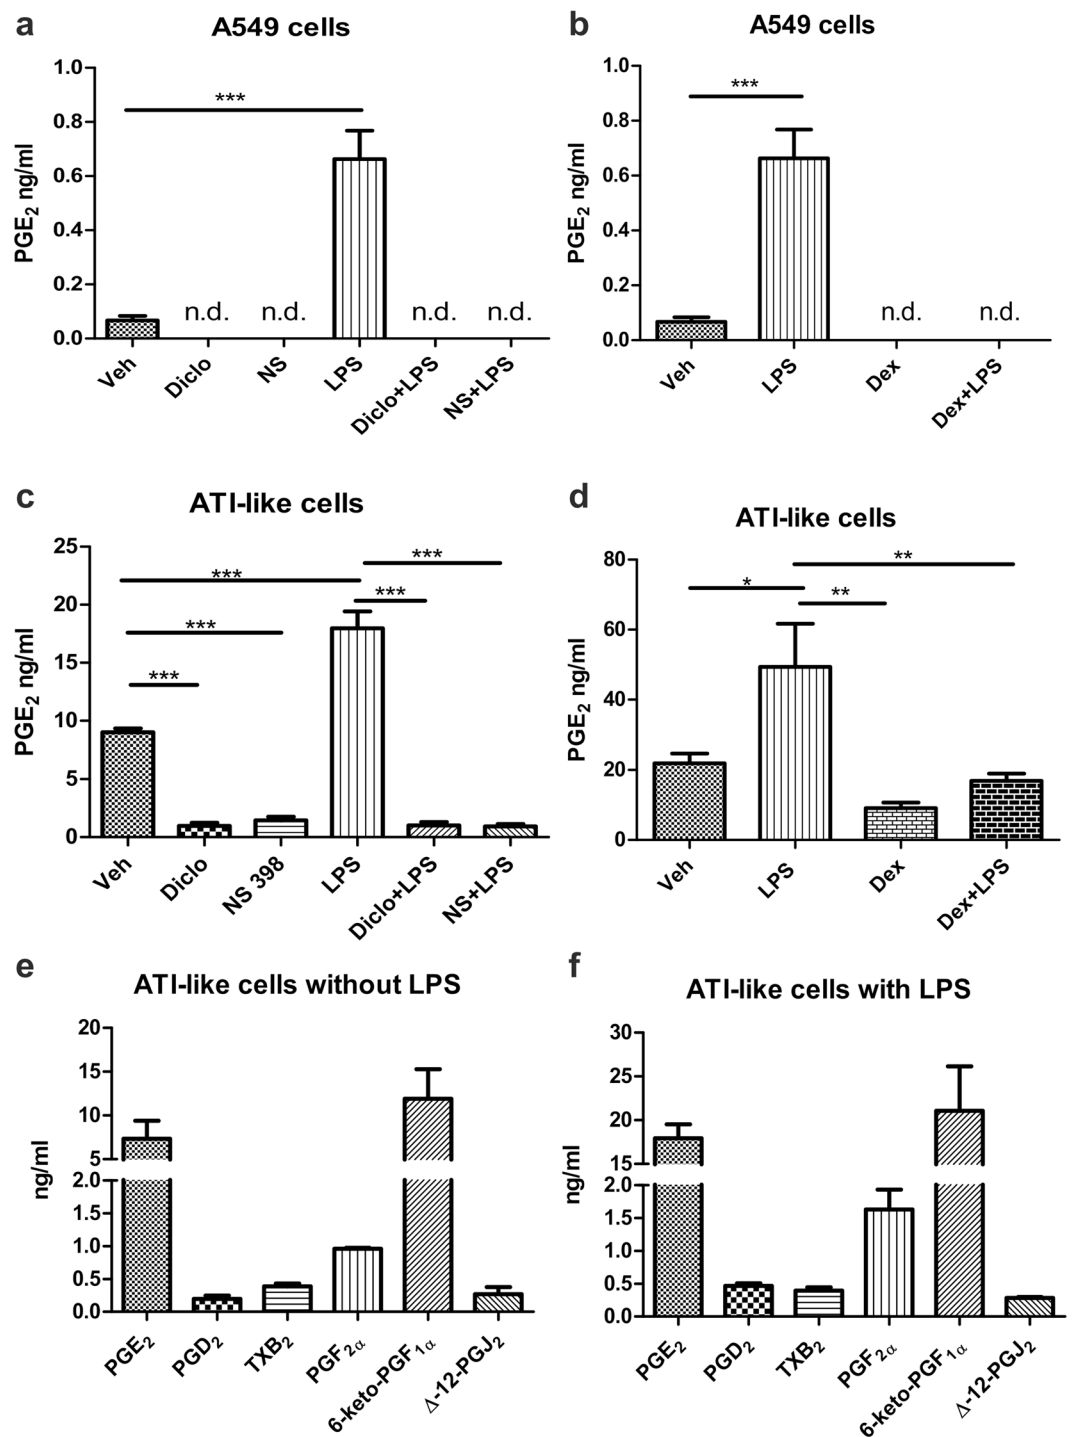 a
A549 cells
PGE2 ng/ml
1.0
0.8
0.6
0.4
0.2
0.0
***
n.d.
n.d.
n.d.
n.d.
Veh
Diclo
NS
LPS
Diclo+LPS
NS+LPS
b
A549 cells
PGE2 ng/ml
1.0
0.8
0.6
0.4
0.2
0.0
***
n.d.
n.d.
Veh
LPS
Dex
Dex+LPS
c
ATI-like cells
PGE2 ng/ml
25
20
15
10
5
0
***
***
***
***
***
Veh
Diclo
NS 398
LPS
Diclo+LPS
NS+LPS
d
ATI-like cells
PGE2 ng/ml
80
60
40
20
0
**
*
**
Veh
LPS
Dex
Dex+LPS
e
ATI-like cells without LPS
ng/ml
20
15
10
5
2.0
1.5
1.0
0.5
0.0
PGE2
PGD2
TXB2
PGF2α
6-keto-PGF1α
Δ-12-PGJ2
f
ATI-like cells with LPS
ng/ml
30
25
20
15
2.0
1.5
1.0
0.5
0.0
PGE2
PGD2
TXB2
PGF2α
6-keto-PGF1α
Δ-12-PGJ2